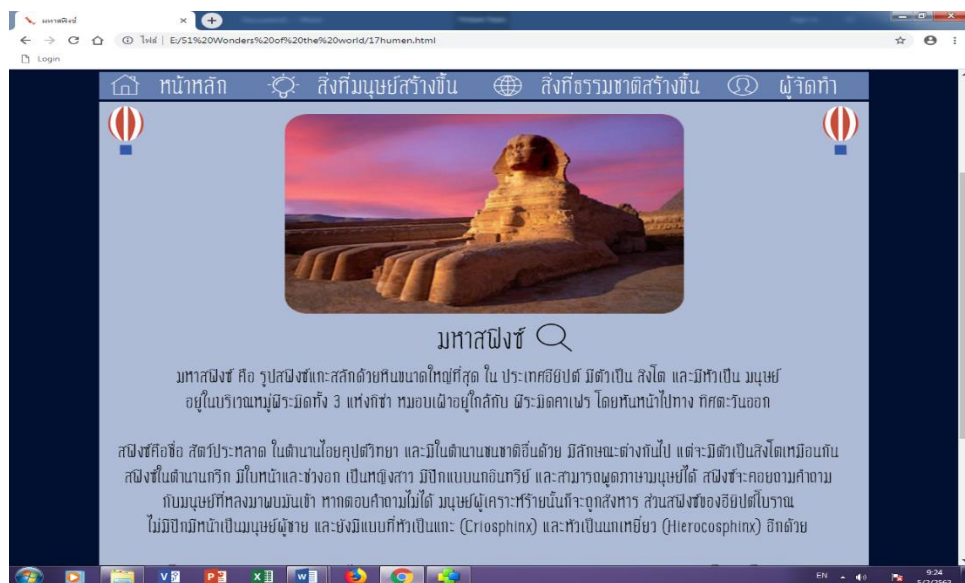 มหาสฟิงซ์
ไฟล์ | E:/51%20Wonders%20of%20the%20world/17humen.html
Login
หน้าหลัก สิ่งที่มนุษย์สร้างขึ้น สิ่งที่ธรรมชาติสร้างขึ้น ผู้จัดทำ
มหาสฟิงซ์
มหาสฟิงซ์ คือ รูปสฟิงซ์แกะสลักด้วยหินขนาดใหญ่ที่สุด ใน ประเทศอียิปต์ มีตัวเป็น สิงโต และมีหัวเป็น มนุษย์
อยู่ในบริเวณหมู่พีระมิดทั้ง 3 แห่งกีซ่า หมอบเฝ้าอยู่ใกล้กับ พีระมิดคาเฟร โดยหันหน้าไปทาง ทิศตะวันออก
สฟิงซ์คือชื่อ สัตว์ประหลาด ในตำนานไอยคุปต์วิทยา และมีในตำนานชนชาติอื่นด้วย มีลักษณะต่างกันไป แต่จะมีตัวเป็นสิงโตเหมือนกัน
สฟิงซ์ในตำนานกรีก มีใบหน้าและช่วงอก เป็นหญิงสาว มีปีกแบบนกอินทรีย์ และสามารถพูดภาษามนุษย์ได้ สฟิงซ์จะคอยถามคำถาม
กับมนุษย์ที่หลงมาพบมันเข้า หากตอบคำถามไม่ได้ มนุษย์ผู้เคราะห์ร้ายนั้นก็จะถูกสังหาร ส่วนสฟิงซ์ของอียิปต์โบราณ
ไม่มีปีกมีหน้าเป็นมนุษย์ผู้ชาย และยังมีแบบที่หัวเป็นแกะ (Criosphinx) และหัวเป็นนกเหยี่ยว (Hierocosphinx) อีกด้วย
EN 9:24
5/2/2563